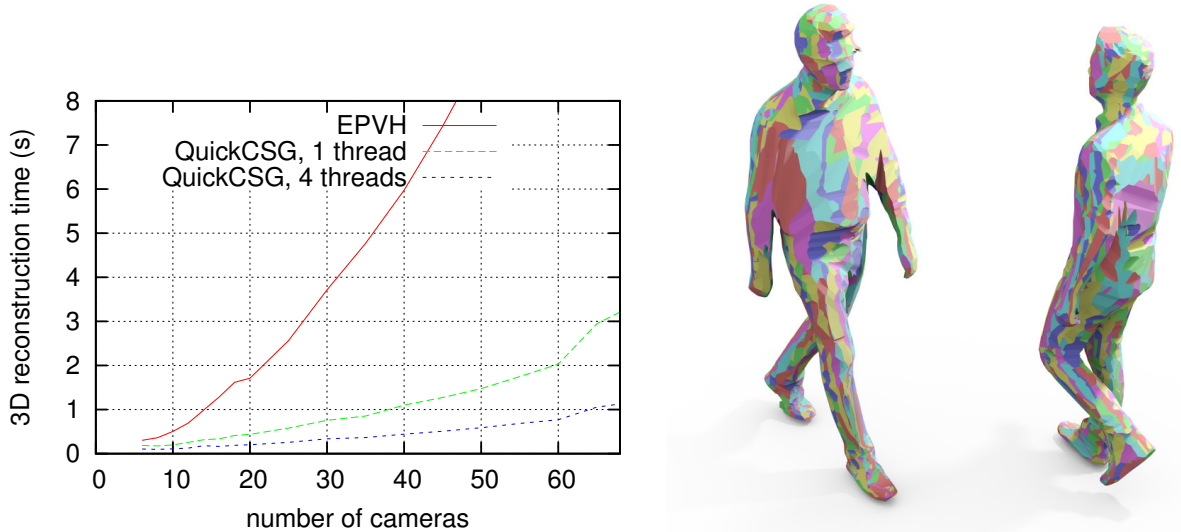 8
7
6
5
4
3
2
1
0
3D reconstruction time (s)
EPVH
QuickCSG, 1 thread
QuickCSG, 4 threads
0 10 20 30 40 50 60
number of cameras